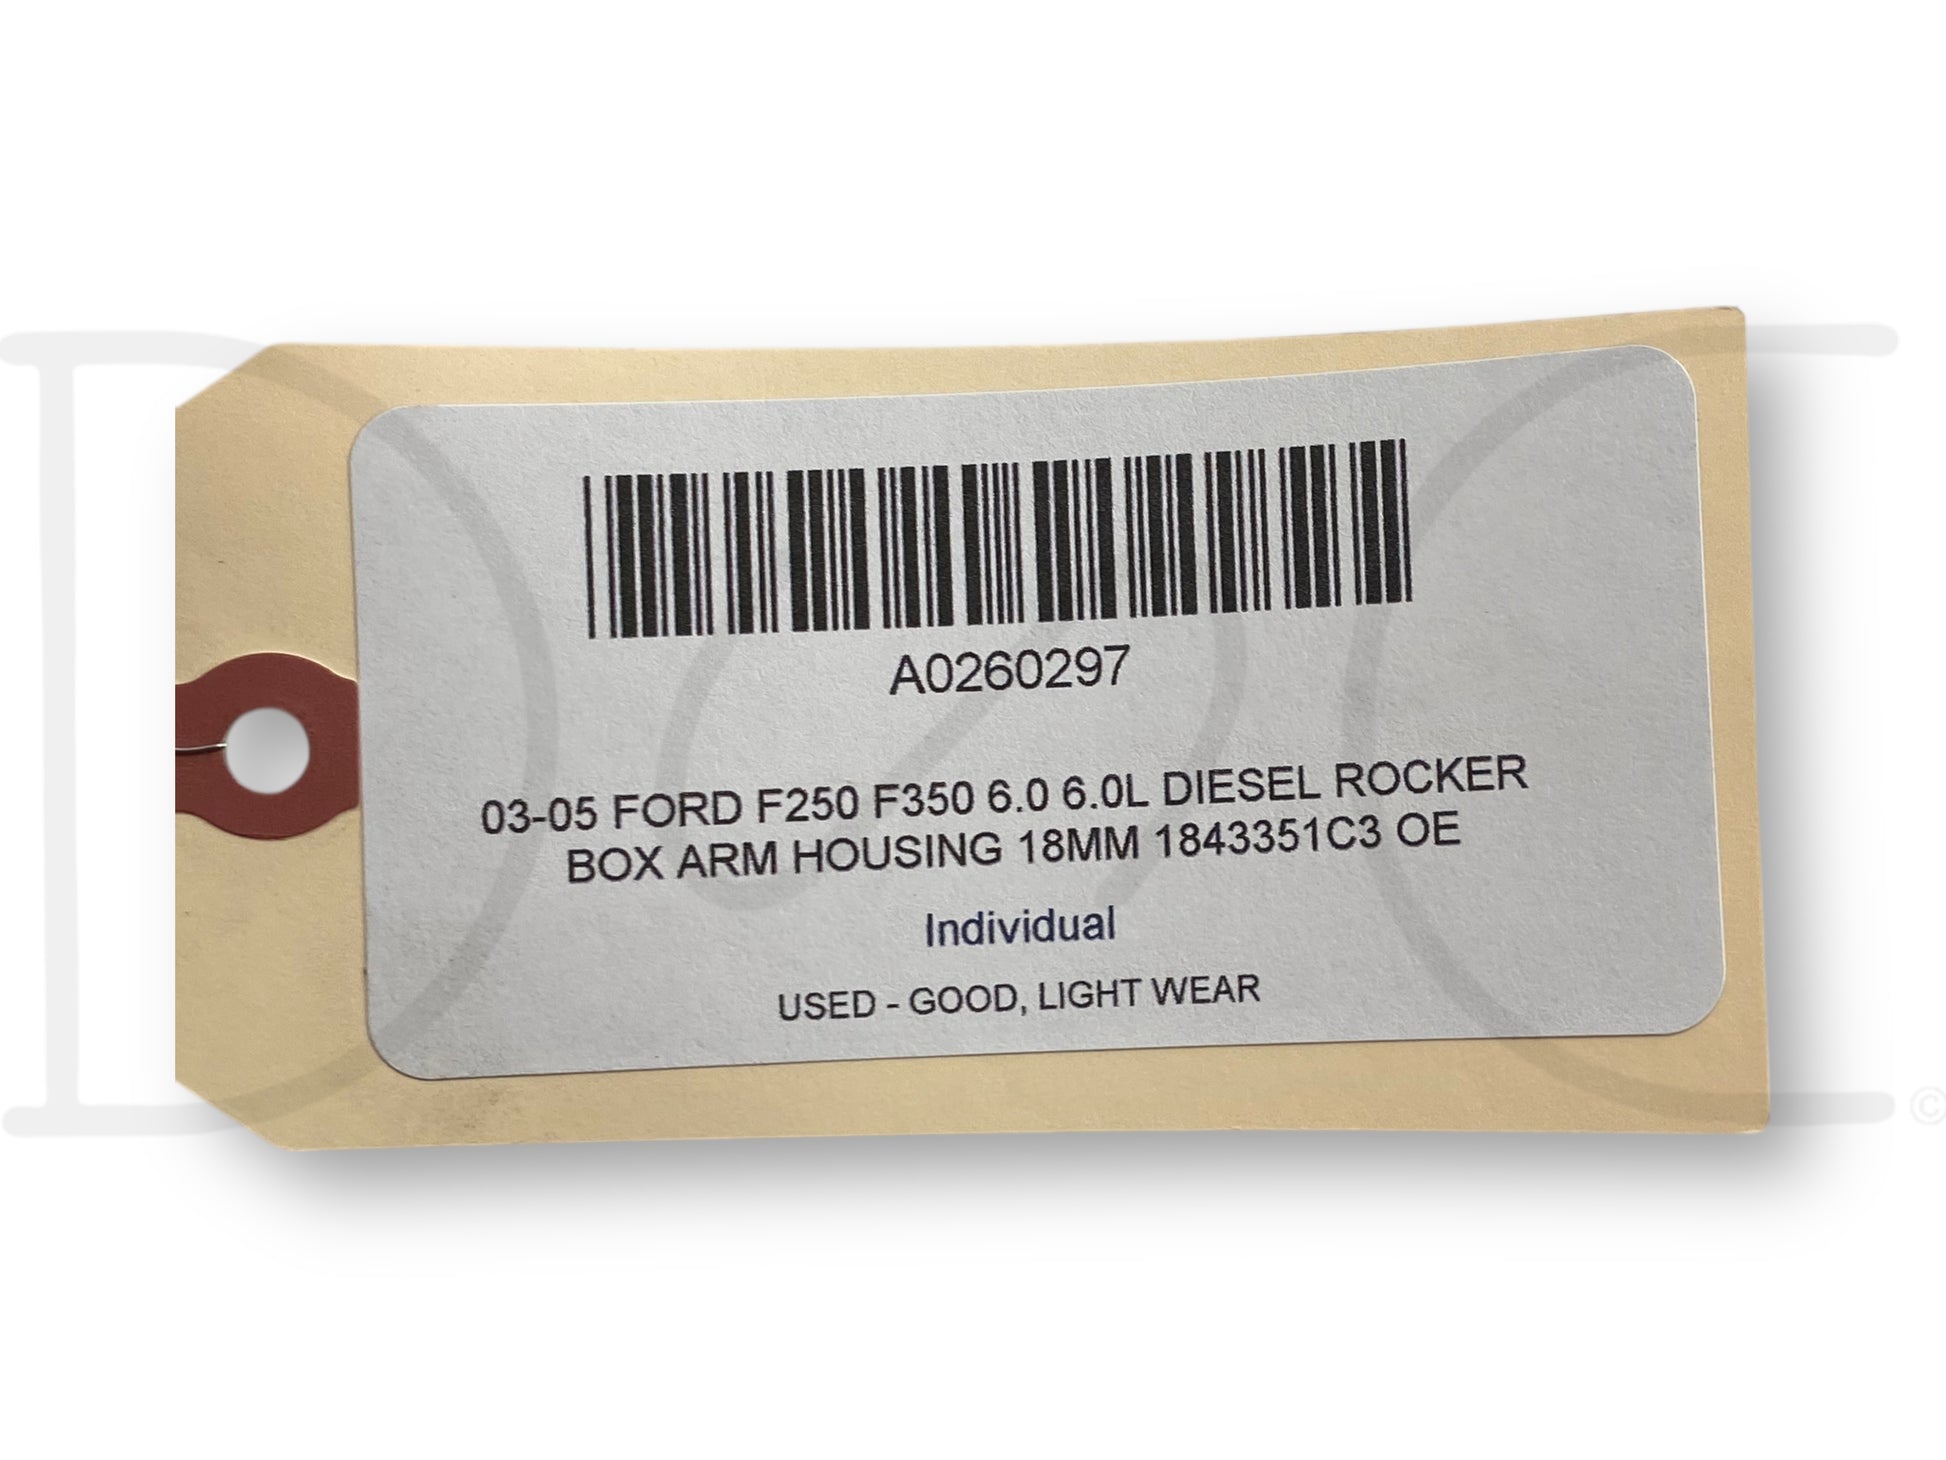 A0260297
03-05 FORD F250 F350 6.0 6.0L DIESEL ROCKER
BOX ARM HOUSING 18MM 1843351C3 OE
Individual
USED - GOOD, LIGHT WEAR
©